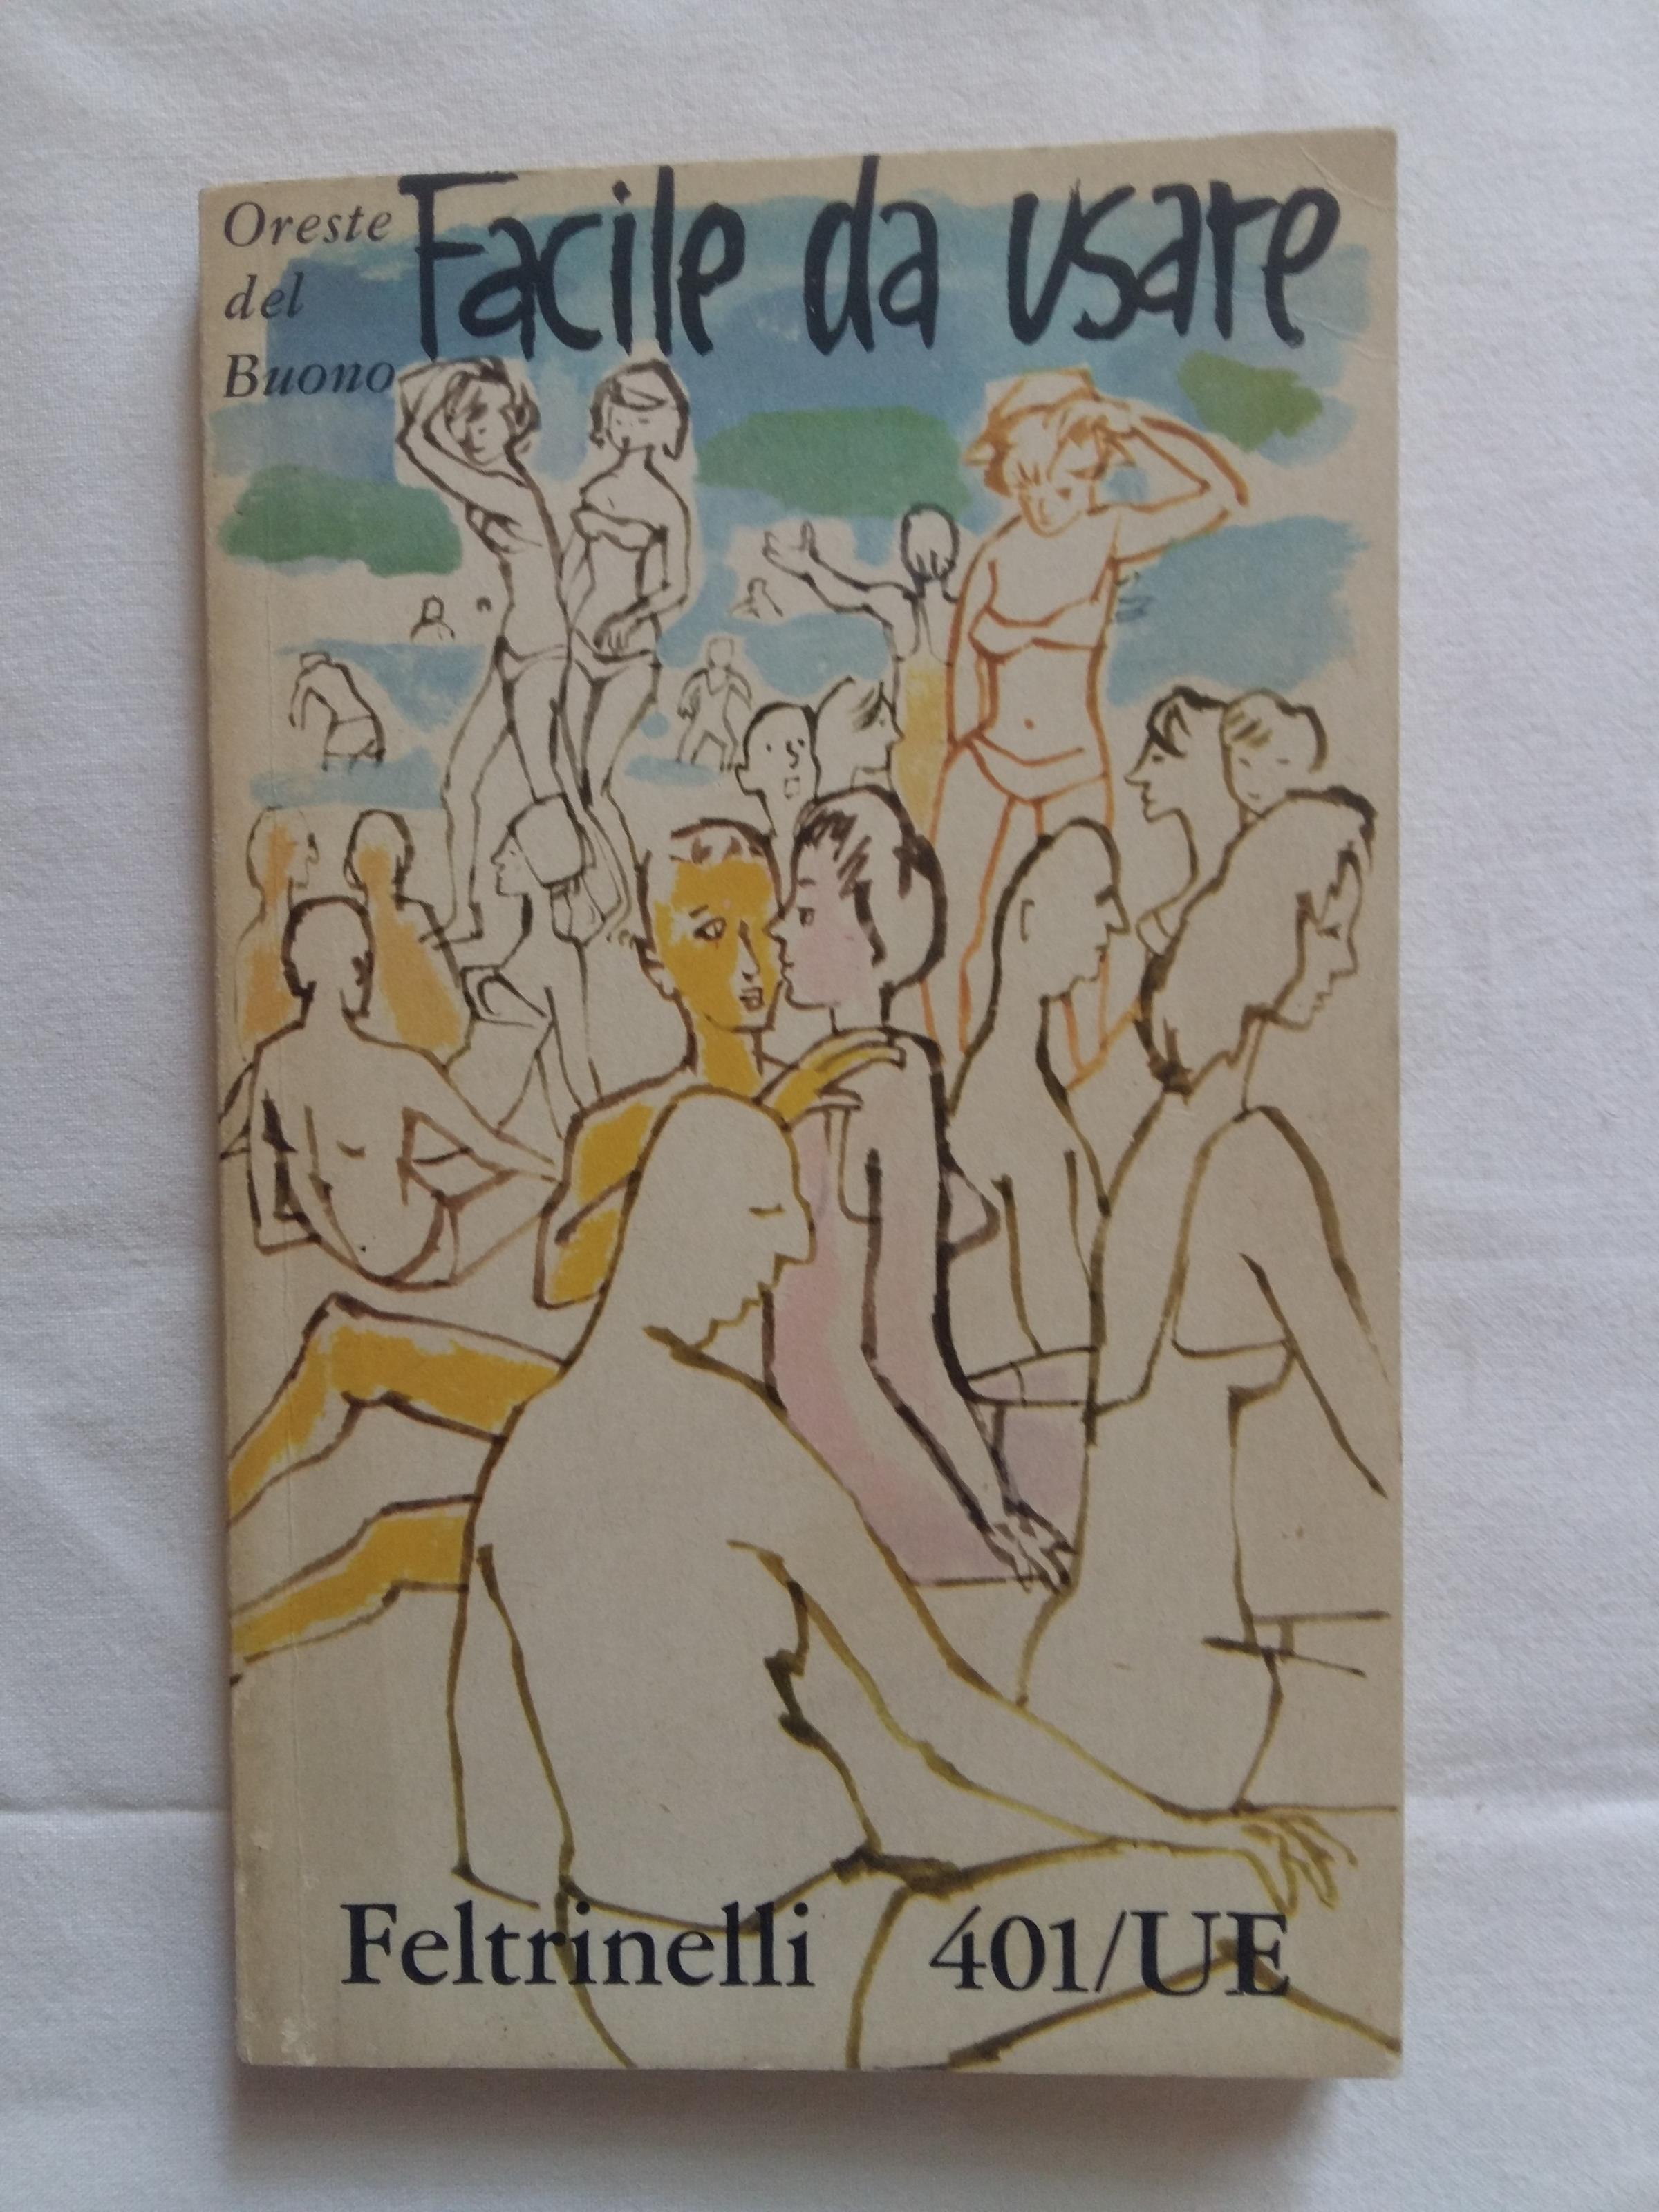 Oreste
del
Buono
Facile da usare
Feltrinelli 401/UE